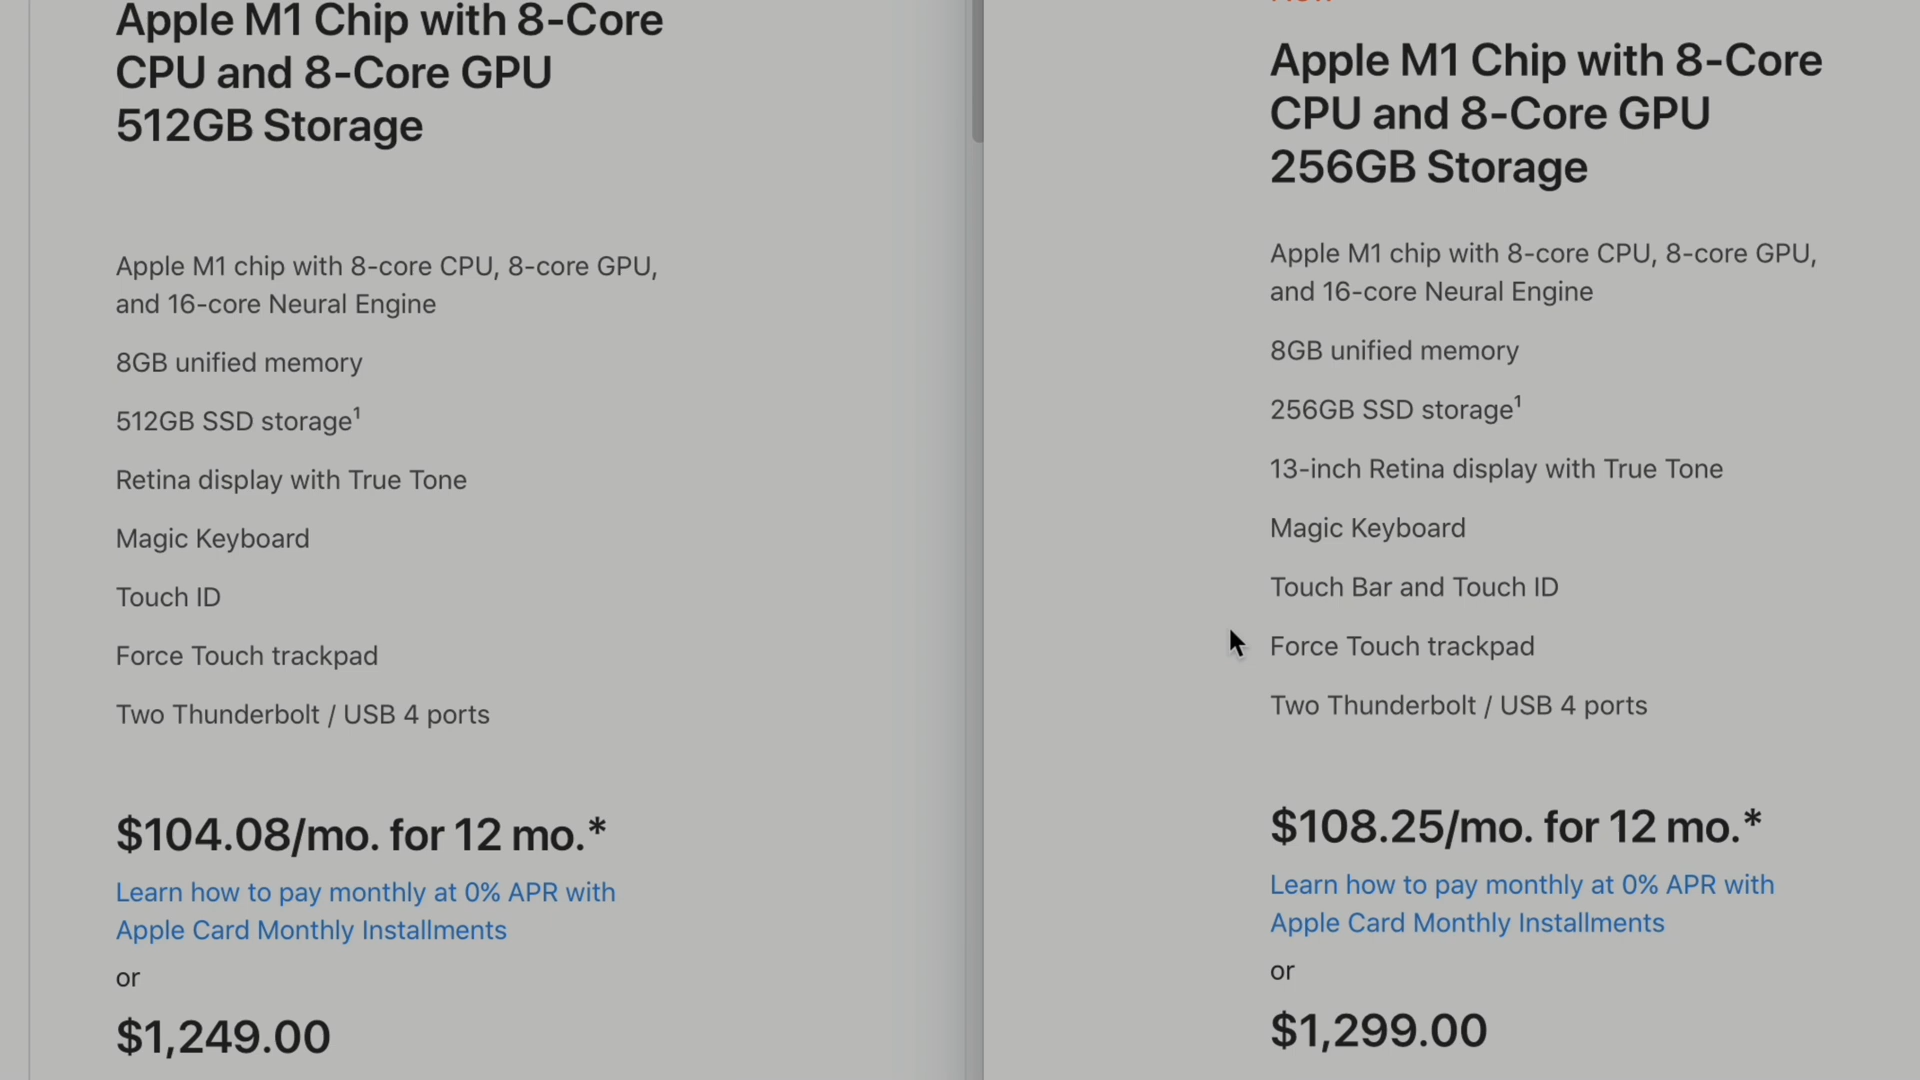 Apple M1 Chip with 8-Core
CPU and 8-Core GPU
512GB Storage
Apple M1 chip with 8-core CPU, 8-core GPU,
and 16-core Neural Engine
8GB unified memory
512GB SSD storage¹
Retina display with True Tone
Magic Keyboard
Touch ID
Force Touch trackpad
Two Thunderbolt / USB 4 ports
$104.08/mo. for 12 mo.*
Learn how to pay monthly at 0% APR with
Apple Card Monthly Installments
or
$1,249.00
Apple M1 Chip with 8-Core
CPU and 8-Core GPU
256GB Storage
Apple M1 chip with 8-core CPU, 8-core GPU,
and 16-core Neural Engine
8GB unified memory
256GB SSD storage¹
13-inch Retina display with True Tone
Magic Keyboard
Touch Bar and Touch ID
Force Touch trackpad
Two Thunderbolt / USB 4 ports
$108.25/mo. for 12 mo.*
Learn how to pay monthly at 0% APR with
Apple Card Monthly Installments
or
$1,299.00